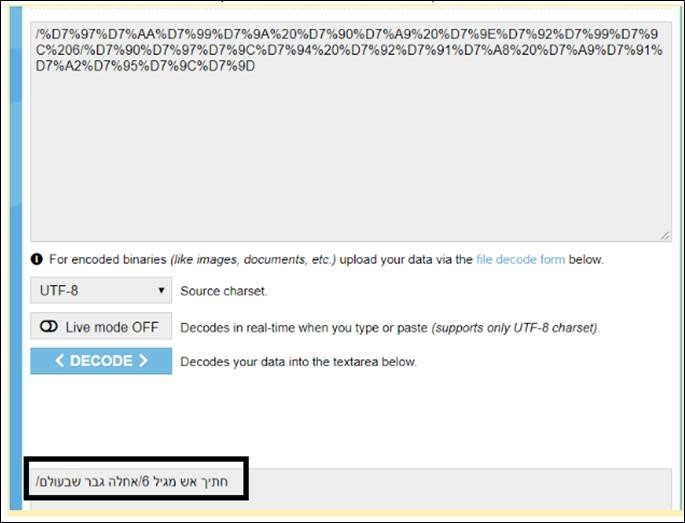 /%D7%97%D7%AA%D7%99%D7%9A%20%D7%90%D7%A9%20%D7%9E%D7%92%D7%99%D7%9
C%206/%D7%90%D7%97%D7%9C%D7%94%20%D7%92%D7%91%D7%A8%20%D7%A9%D7%91%
D7%A2%D7%95%D7%9C%D7%9D
For encoded binaries (like images, documents, etc.) upload your data via the file decode form below.
UTF-8 Source charset.
Live mode OFF Decodes in real-time when you type or paste (supports only UTF-8 charset).
< DECODE > Decodes your data into the textarea below.
/חתיך אש מגיל 6/אחלה גבר שבעולם